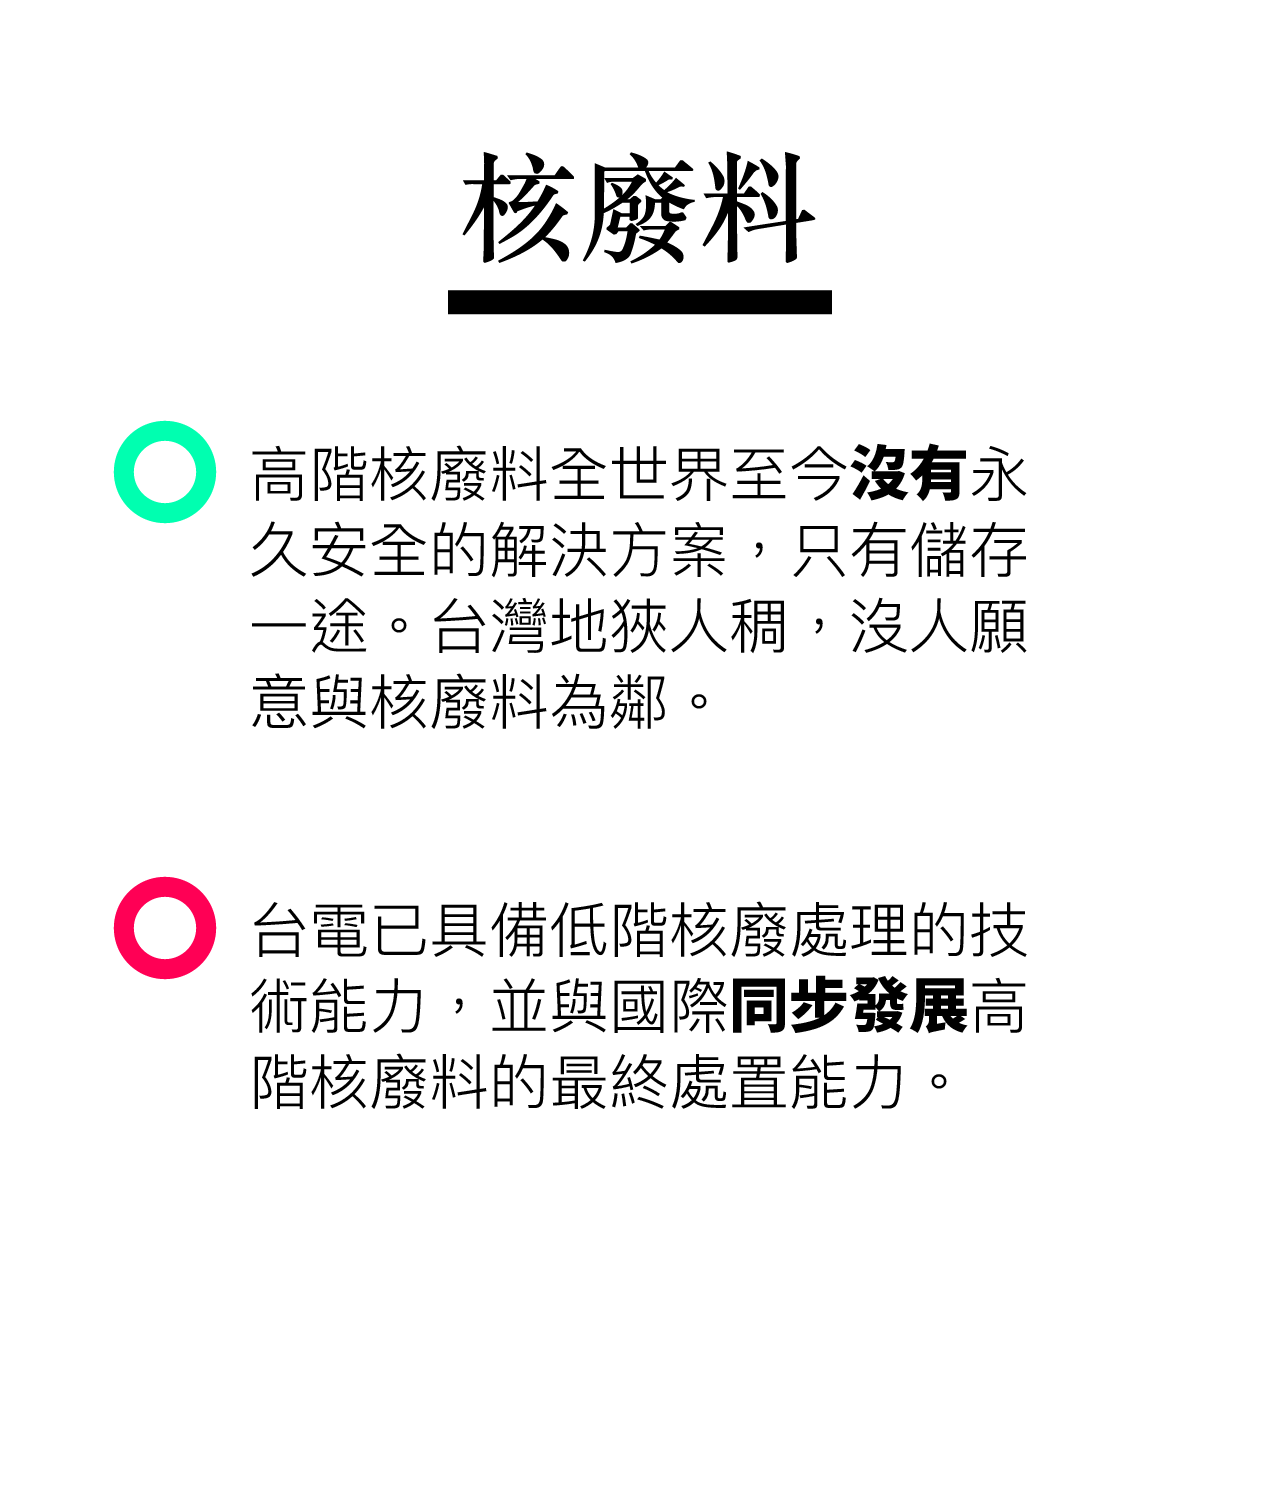 核廢料
高階核廢料全世界至今沒有永
久安全的解決方案，只有儲存
一途。台灣地狹人稠，沒人願
意與核廢料為鄰。
台電已具備低階核廢處理的技
術能力，並與國際同步發展高
階核廢料的最終處置能力。